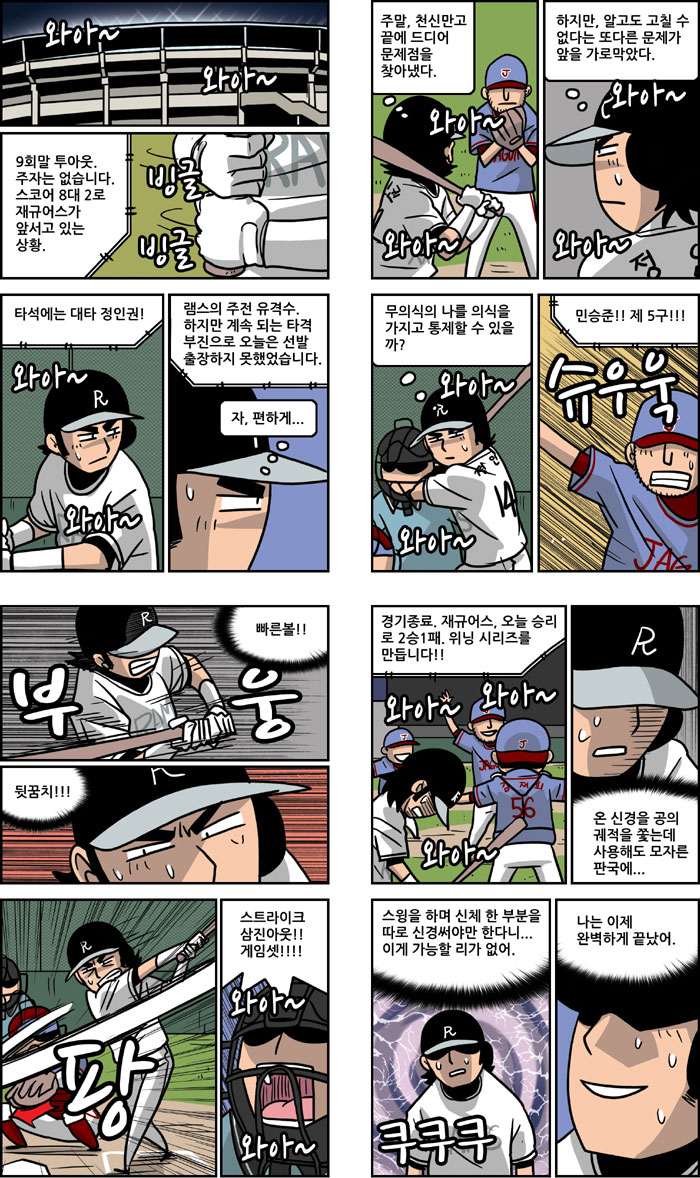 와아~
와아~
9회말 투아웃.
주자는 없습니다.
스코어 8대 2로
재규어스가
앞서고 있는
상황.
빙글
빙글
RA
타석에는 대타 정인권!
와아~
R
와아~
램스의 주전 유격수.
하지만 계속 되는 타격
부진으로 오늘은 선발
출장하지 못했었습니다.
자, 편하게...
주말, 천신만고
끝에 드디어
문제점을
찾아냈다.
J
와아~
와아~
하지만, 알고도 고칠 수
없다는 또다른 문제가
앞을 가로막았다.
와아~
와아~
정
무의식의 나를 의식을
가지고 통제할 수 있을
까?
와아~
R
14
와아~
민승준!! 제 5구!!!
슈우욱
JAG
빠른볼!!
R
부
웅
뒷꿈치!!!
R
R
팡
스트라이크
삼진아웃!!
게임셋!!!!
와아~
와아~
경기종료. 재규어스, 오늘 승리
로 2승1패. 위닝 시리즈를
만듭니다!!
와아~
와아~
J
J
56
와아~
R
온 신경을 공의
궤적을 쫓는데
사용해도 모자른
판국에...
스윙을 하며 신체 한 부분을
따로 신경써야만 한다니...
이게 가능할 리가 없어.
R
쿠쿠쿠
나는 이제
완벽하게 끝났어.